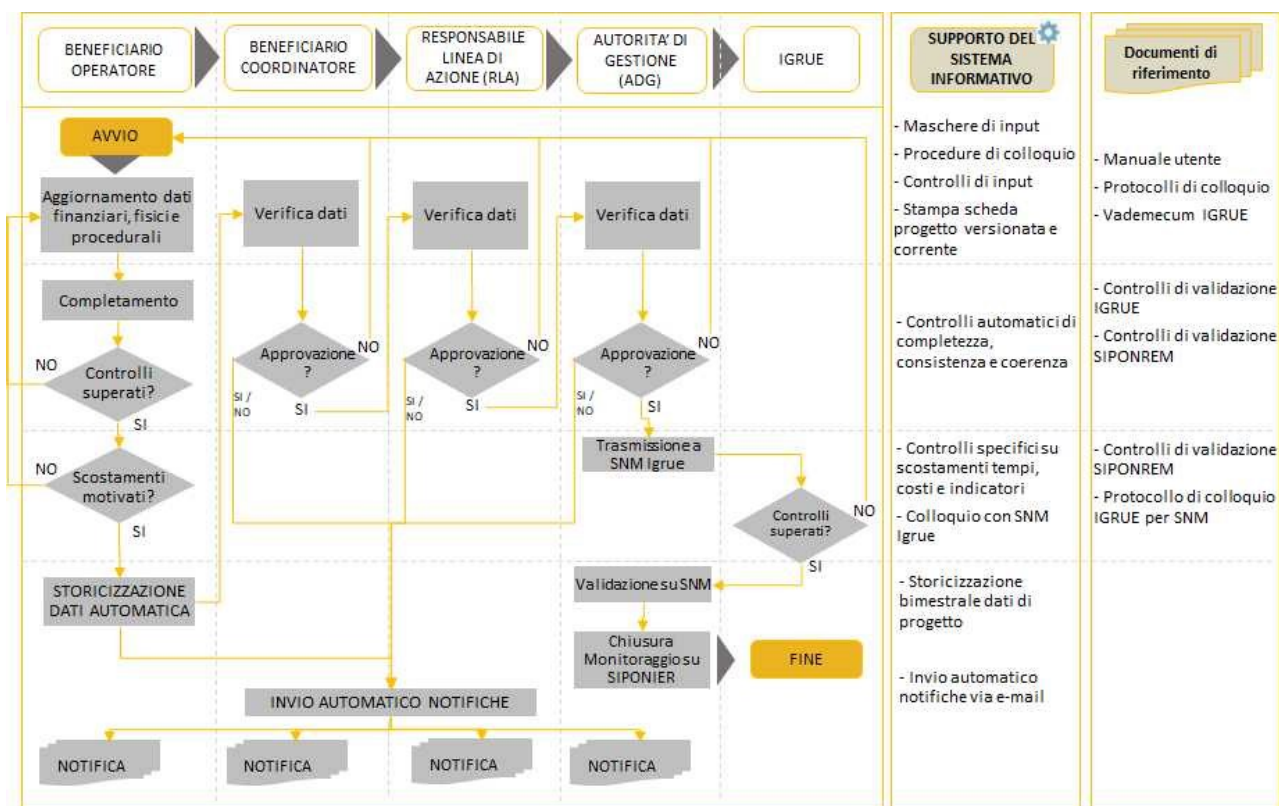 BENEFICIARIO
OPERATORE
BENEFICIARIO
COORDINATORE
RESPONSABILE
LINEA DI
AZIONE (RLA)
AUTORITA' DI
GESTIONE
(ADG)
IGRUE
SUPPORTO DEL
SISTEMA
INFORMATIVO
Documenti di
riferimento
AVVIO
Aggiornamento dati
finanziari, fisici e
procedurali
Verifica dati
Verifica dati
Verifica dati
- Maschere di input
- Procedure di colloquio
- Controlli di input
- Stampa scheda
progetto versionata e
corrente
- Manuale utente
- Protocolli di colloquio
- Vademecum IGRUE
Completamento
Controlli
superati?
NO
SI
Approvazione
?
NO
SI /
NO
SI
Approvazione
?
NO
SI /
NO
SI
Approvazione
?
NO
SI /
NO
SI
- Controlli automatici di
completezza,
consistenza e coerenza
- Controlli di validazione
IGRUE
- Controlli di validazione
SIPONREM
Scostamenti
motivati?
NO
SI
Trasmissione a
SNM Igrue
Controlli
superati?
NO
SI
- Controlli specifici su
scostamenti tempi,
costi e indicatori
- Colloquio con SNM
Igrue
- Controlli di validazione
SIPONREM
- Protocollo di colloquio
IGRUE per SNM
STORICIZZAZIONE
DATI AUTOMATICA
Validazione su SNM
Chiusura
Monitoraggio su
SIPONIER
FINE
- Storicizzazione
bimestrale dati di
progetto
- Invio automatico
notifiche via e-mail
INVIO AUTOMATICO NOTIFICHE
NOTIFICA
NOTIFICA
NOTIFICA
NOTIFICA